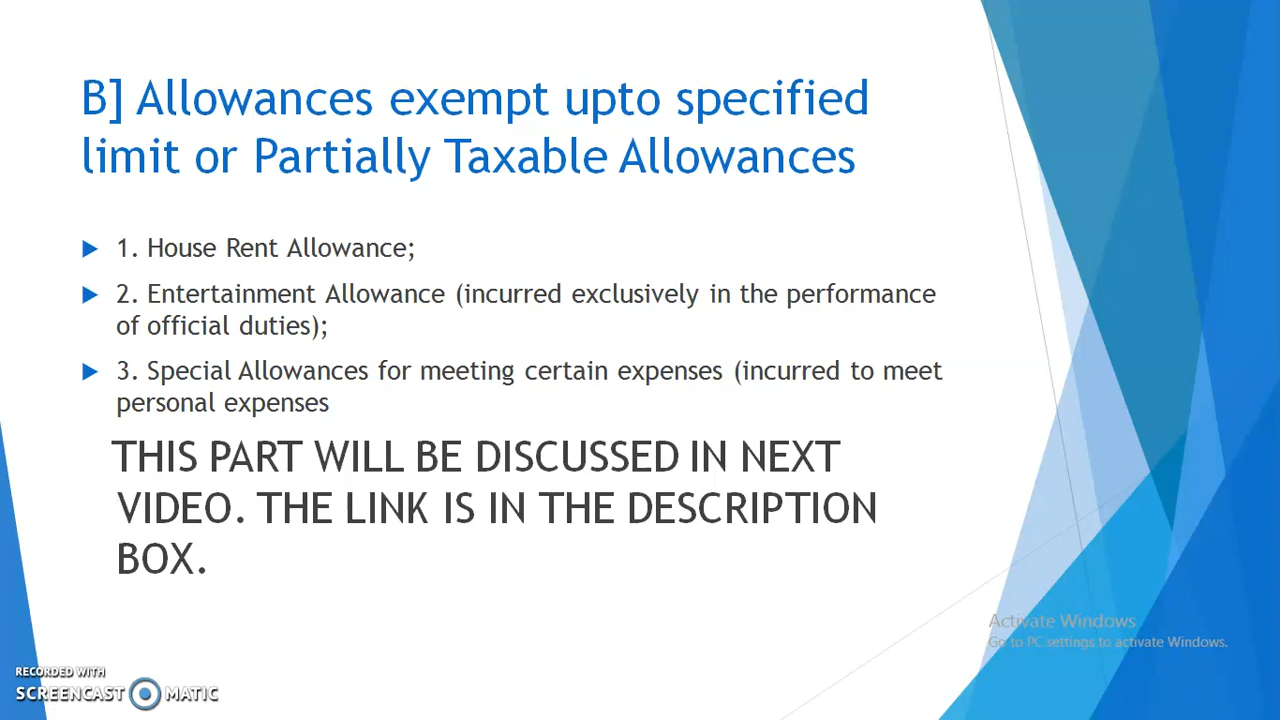 B] Allowances exempt upto specified
limit or Partially Taxable Allowances
1. House Rent Allowance;
2. Entertainment Allowance (incurred exclusively in the performance
of official duties);
3. Special Allowances for meeting certain expenses (incurred to meet
personal expenses
THIS PART WILL BE DISCUSSED IN NEXT
VIDEO. THE LINK IS IN THE DESCRIPTION
BOX.
Activate Windows
Go to PC settings to activate Windows.
RECORDED WITH
SCREENCAST MATIC